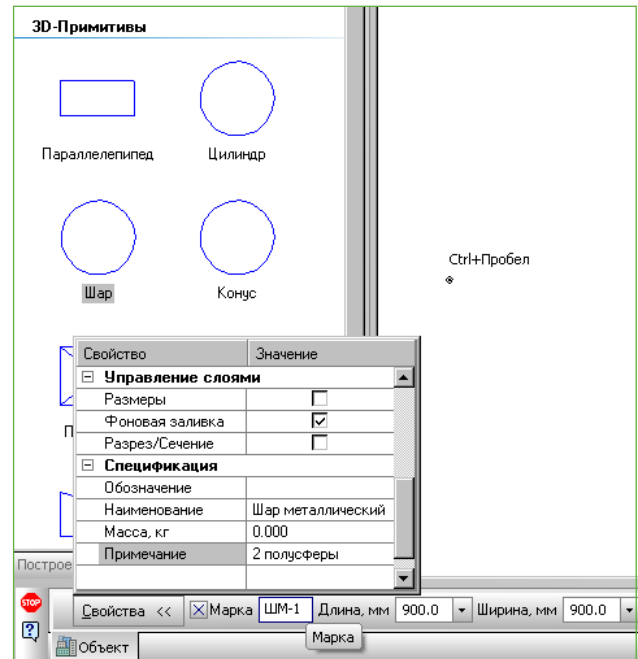 3D-Примитивы
Параллелепипед Цилиндр
Ctrl+Пробел
Шар Конус
Свойство Значение
Управление слоями
Размеры
Фоновая заливка
Разрез/Сечение
Спецификация
Обозначение
Наименование Шар металлический
Масса, кг 0.000
Примечание 2 полусферы
П
Построе
STOP
Свойства << Марка ШМ-1 Длина, мм 900.0 Ширина, мм 900.0
Марка
Объект